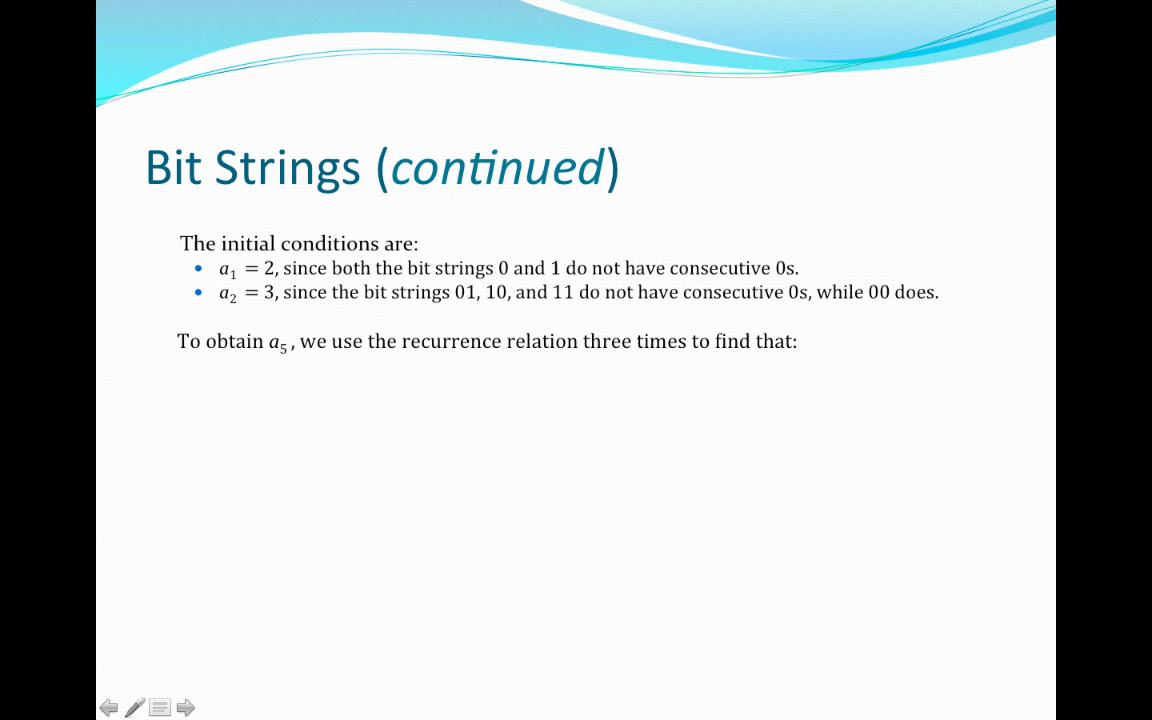 Bit Strings (continued)
The initial conditions are:
• a₁ = 2, since both the bit strings 0 and 1 do not have consecutive 0s.
• a₂ = 3, since the bit strings 01, 10, and 11 do not have consecutive 0s, while 00 does.
To obtain a₅ , we use the recurrence relation three times to find that: